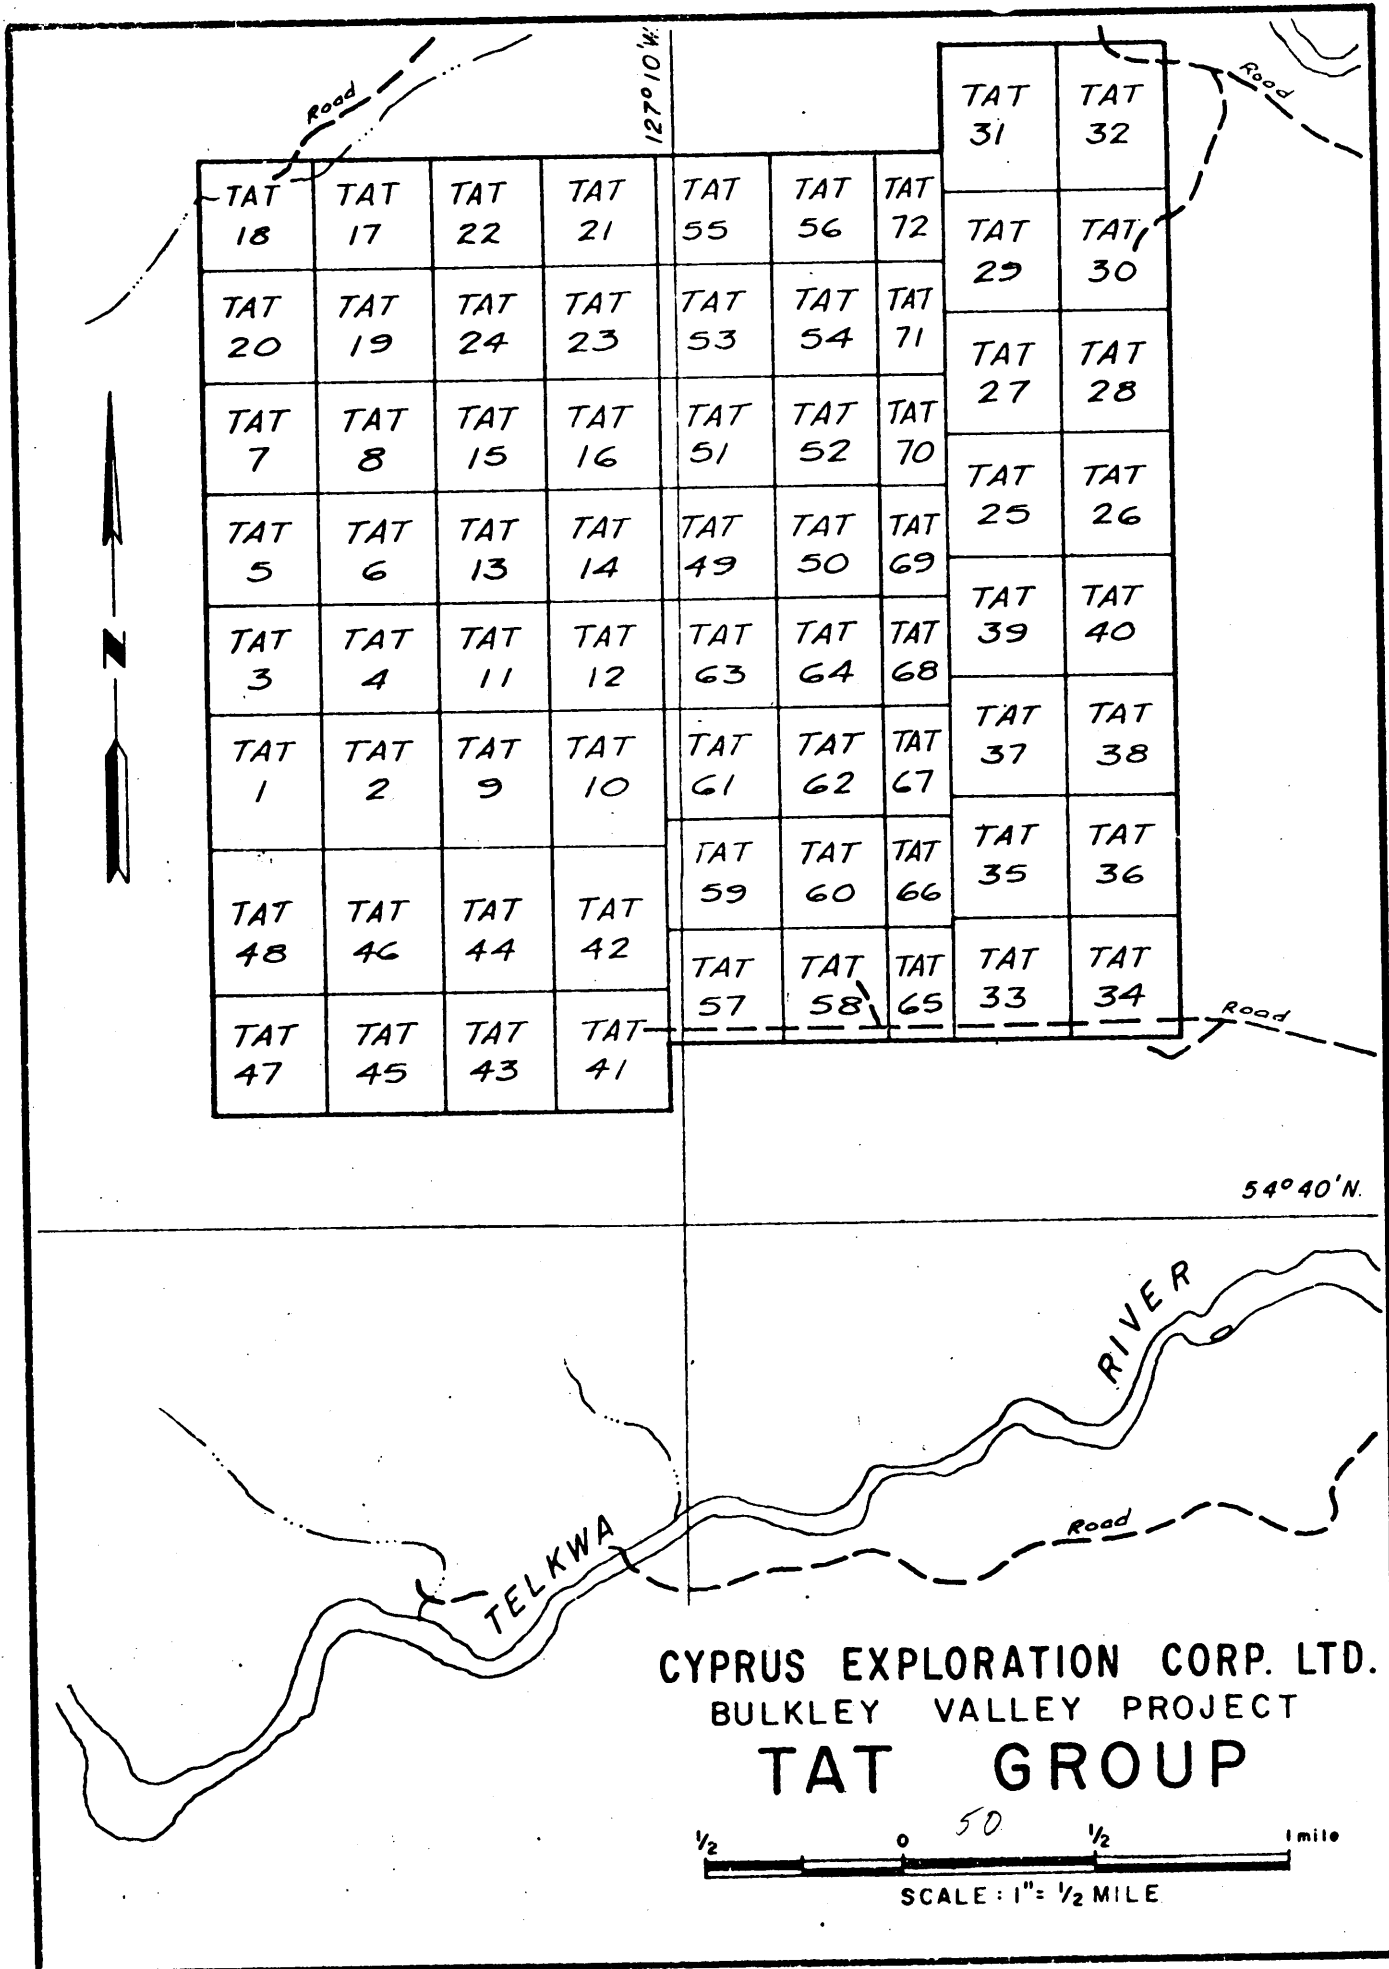 Road
127° 10' W.
Road
TAT 31
TAT 32
TAT 18
TAT 17
TAT 22
TAT 21
TAT 55
TAT 56
TAT 72
TAT 29
TAT 30
TAT 20
TAT 19
TAT 24
TAT 23
TAT 53
TAT 54
TAT 71
TAT 27
TAT 28
TAT 7
TAT 8
TAT 15
TAT 16
TAT 51
TAT 52
TAT 70
TAT 25
TAT 26
TAT 5
TAT 6
TAT 13
TAT 14
TAT 49
TAT 50
TAT 69
TAT 39
TAT 40
N
TAT 3
TAT 4
TAT 11
TAT 12
TAT 63
TAT 64
TAT 68
TAT 37
TAT 38
TAT 1
TAT 2
TAT 9
TAT 10
TAT 61
TAT 62
TAT 67
TAT 35
TAT 36
TAT 59
TAT 60
TAT 66
TAT 48
TAT 46
TAT 44
TAT 42
TAT 57
TAT 58
TAT 65
TAT 33
TAT 34
Road
TAT 47
TAT 45
TAT 43
TAT 41
54° 40' N.
TELKWA RIVER
Road
CYPRUS EXPLORATION CORP. LTD.
BULKLEY VALLEY PROJECT
TAT GROUP
50
1/2 0 1/2 1 mile
SCALE : 1" = 1/2 MILE